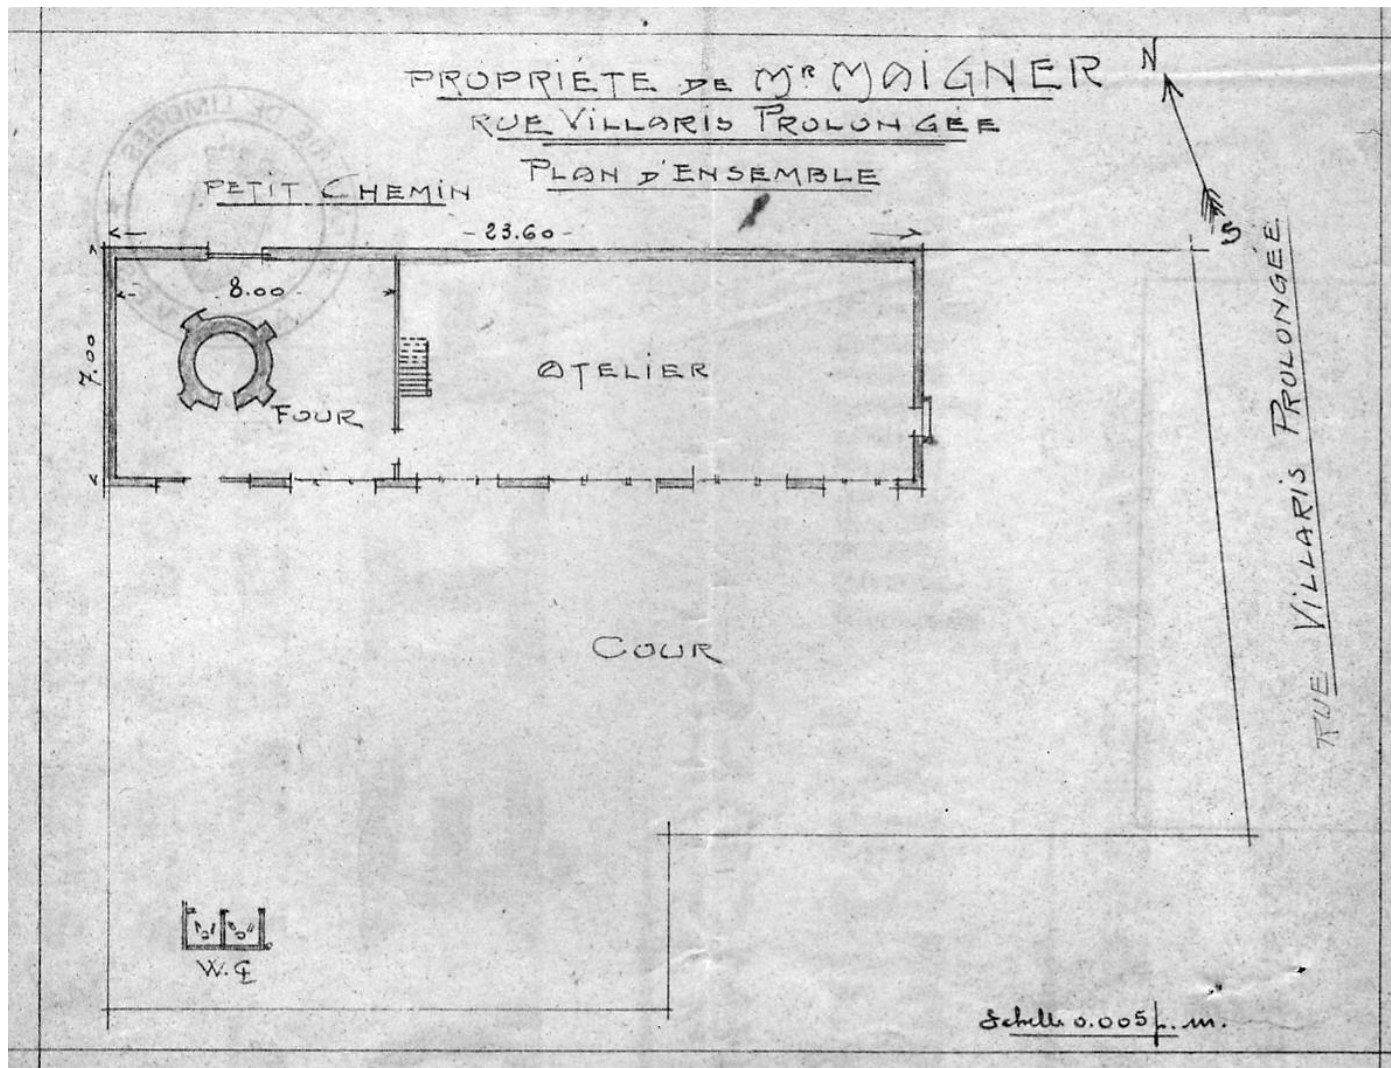 PROPRIÉTE DE Mʳ MAIGNER
RUE VILLARIS PROLONGÉE
PLAN D'ENSEMBLE
PETIT CHEMIN
N
S
23.60
8.00
7.00
FOUR
ATELIER
RUE VILLARIS PROLONGÉE
COUR
W.C
Echelle 0.005 p. m.